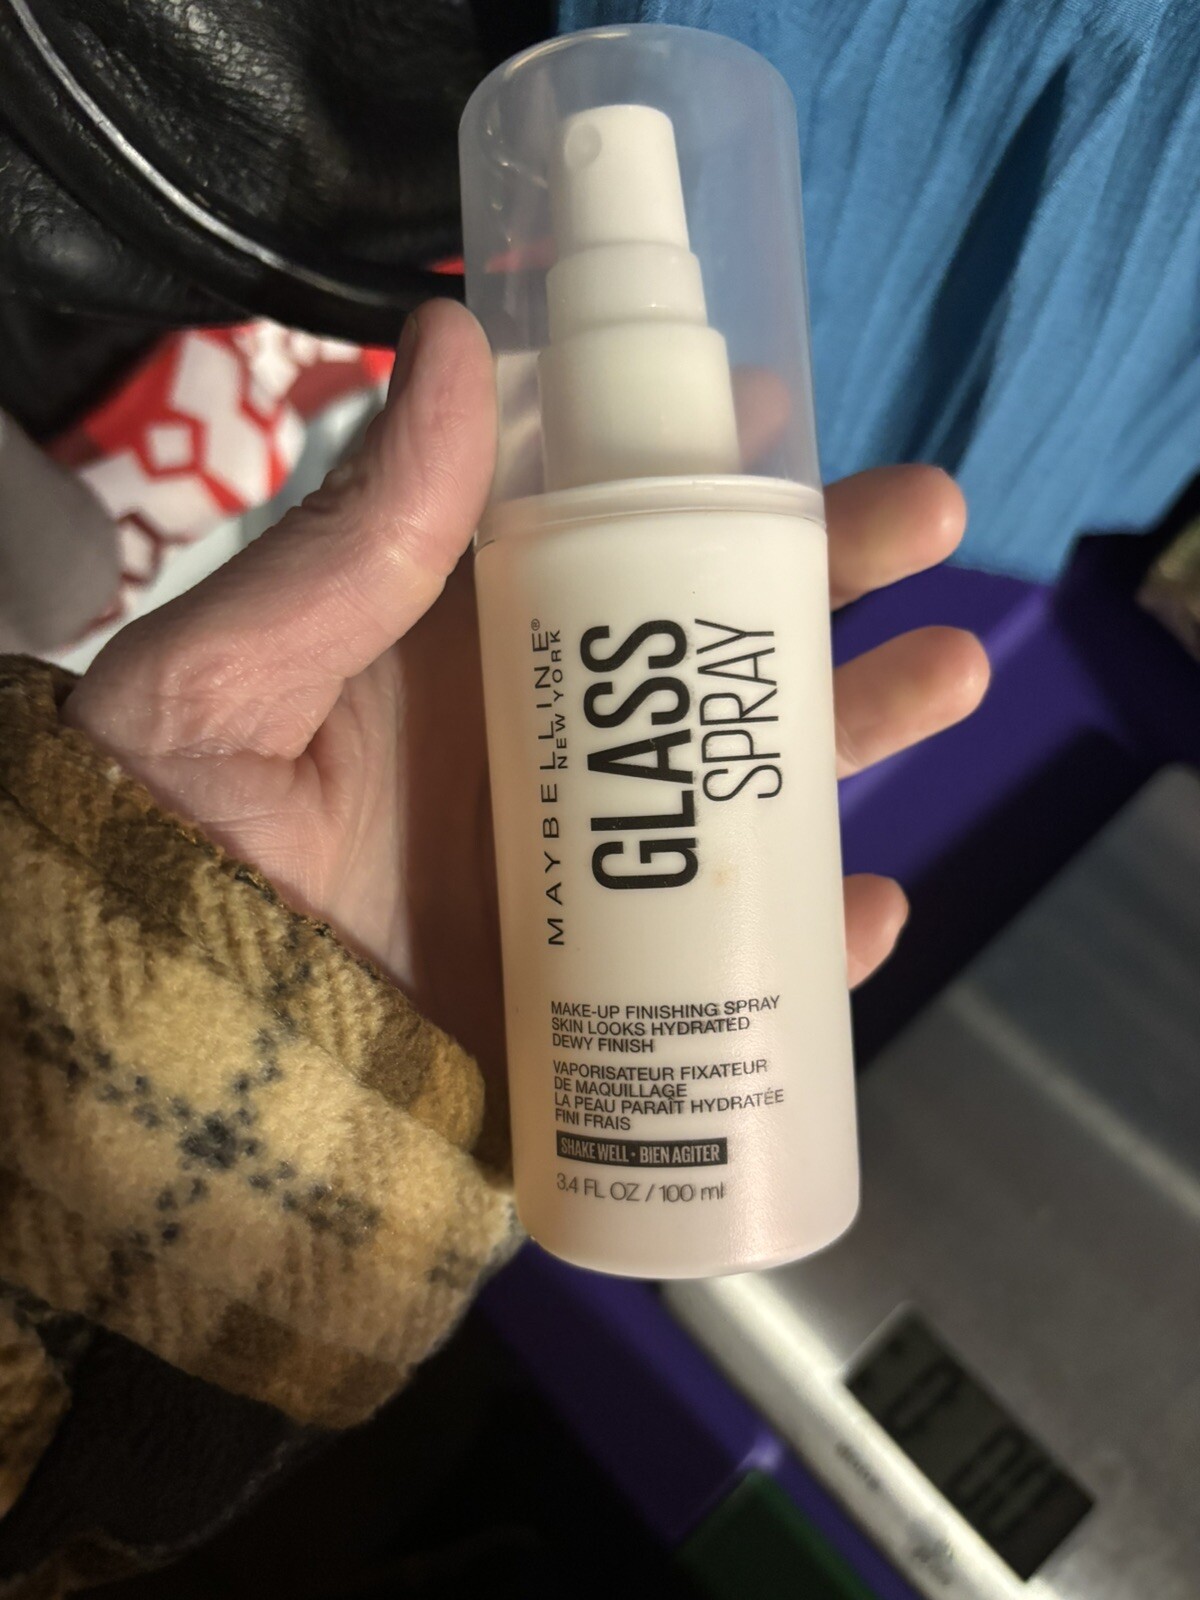 MAYBELLINE®
NEW YORK
GLASS
SPRAY
MAKE-UP FINISHING SPRAY
SKIN LOOKS HYDRATED
DEWY FINISH
VAPORISATEUR FIXATEUR
DE MAQUILLAGE
LA PEAU PARAÎT HYDRATÉE
FINI FRAIS
SHAKE WELL • BIEN AGITER
3.4 FL OZ / 100 ml